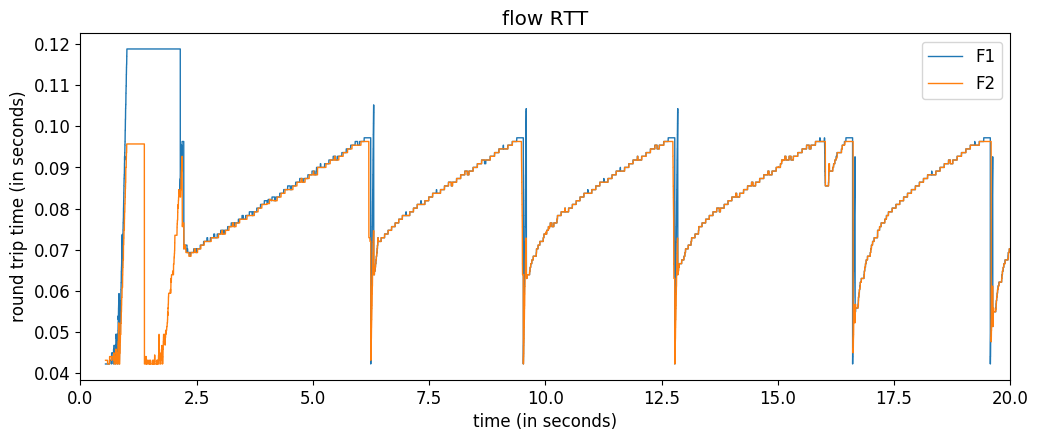 flow RTT
round trip time (in seconds)
0.12
0.11
0.10
0.09
0.08
0.07
0.06
0.05
0.04
F1
F2
0.0 2.5 5.0 7.5 10.0 12.5 15.0 17.5 20.0
time (in seconds)